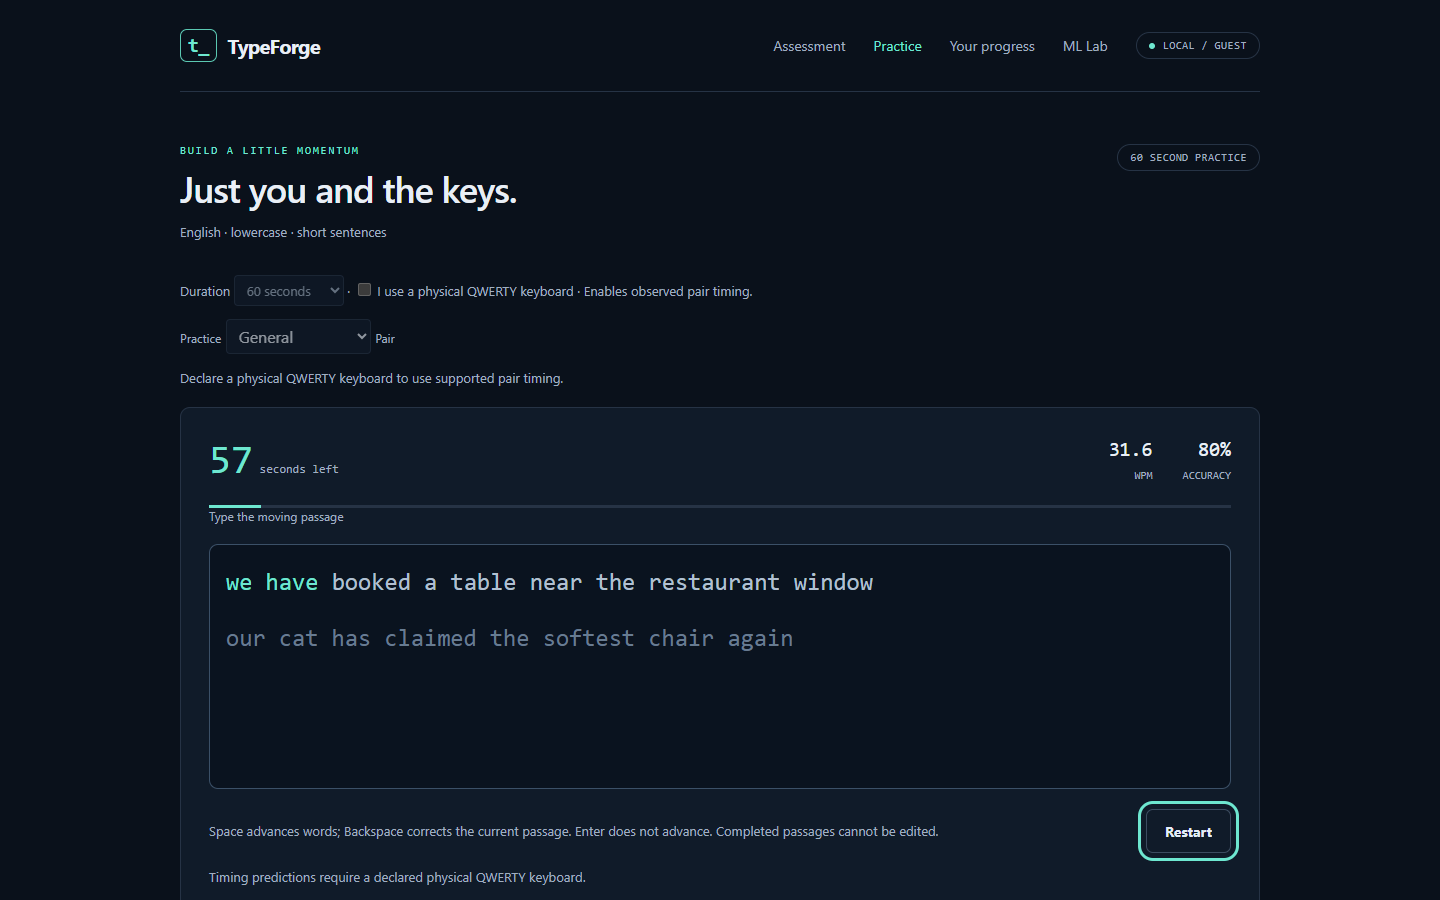 t_ TypeForge
Assessment Practice Your progress ML Lab LOCAL / GUEST
BUILD A LITTLE MOMENTUM
60 SECOND PRACTICE
Just you and the keys.
English · lowercase · short sentences
Duration 60 seconds · I use a physical QWERTY keyboard · Enables observed pair timing.
Practice General Pair
Declare a physical QWERTY keyboard to use supported pair timing.
57 seconds left
31.6 80%
WPM ACCURACY
Type the moving passage
we have booked a table near the restaurant window
our cat has claimed the softest chair again
Space advances words; Backspace corrects the current passage. Enter does not advance. Completed passages cannot be edited.
Restart
Timing predictions require a declared physical QWERTY keyboard.